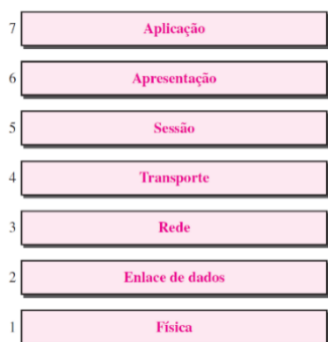 7 Aplicação
6 Apresentação
5 Sessão
4 Transporte
3 Rede
2 Enlace de dados
1 Física